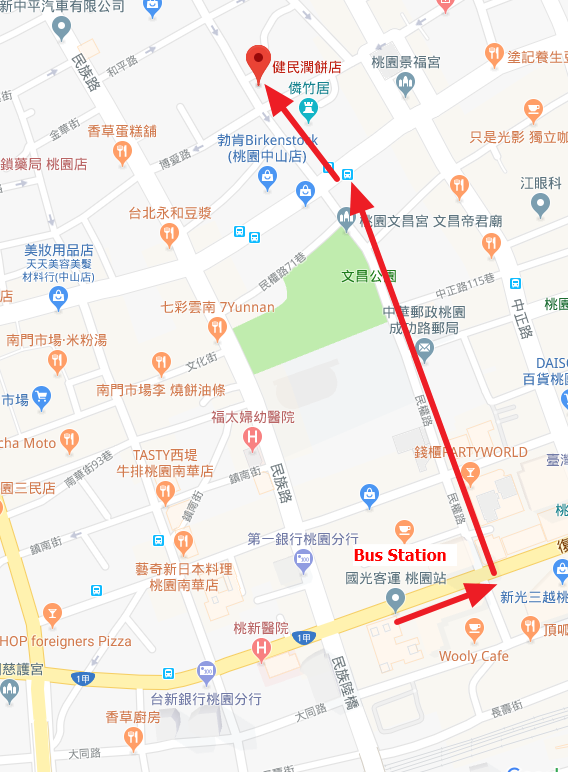 新中平汽車有限公司
民族路
和平路
健民潤餅店
桃園景福宮
塗記養生豆
憐竹居
金華街
香草蛋糕舖
勃肯Birkenstock
(桃園中山店)
只是光影 獨立咖
博愛路
鎖藥局 桃園店
江眼科
台北永和豆漿
桃園文昌宮 文昌帝君廟
美妝用品店
天天美容美髮
材料行(中山店)
民權路71巷
文昌公園
中正路115巷
店
七彩雲南 7Yunnan
中華郵政桃園
成功路郵局
中正路
桃園
南門市場·米粉湯
文化街
DAISO
百貨桃園
南門市場李 燒餅油條
市場
民權路
福太婦幼醫院
cha Moto
南華街93巷
TASTY西堤
牛排桃園南華店
錢櫃PARTYWORLD
臺灣
鎮南街
民族路
園三民店
民權路
桃
鎮南街
鎮南街
第一銀行桃園分行
Bus Station
復
藝奇新日本料理
桃園南華店
國光客運 桃園站
新光三越桃
HOP foreigners Pizza
桃新醫院
1甲
頂呱
Wooly Cafe
慈護宮
1甲
台新銀行桃園分行
民族陸橋
長壽街
香草廚房
大同路
大同路